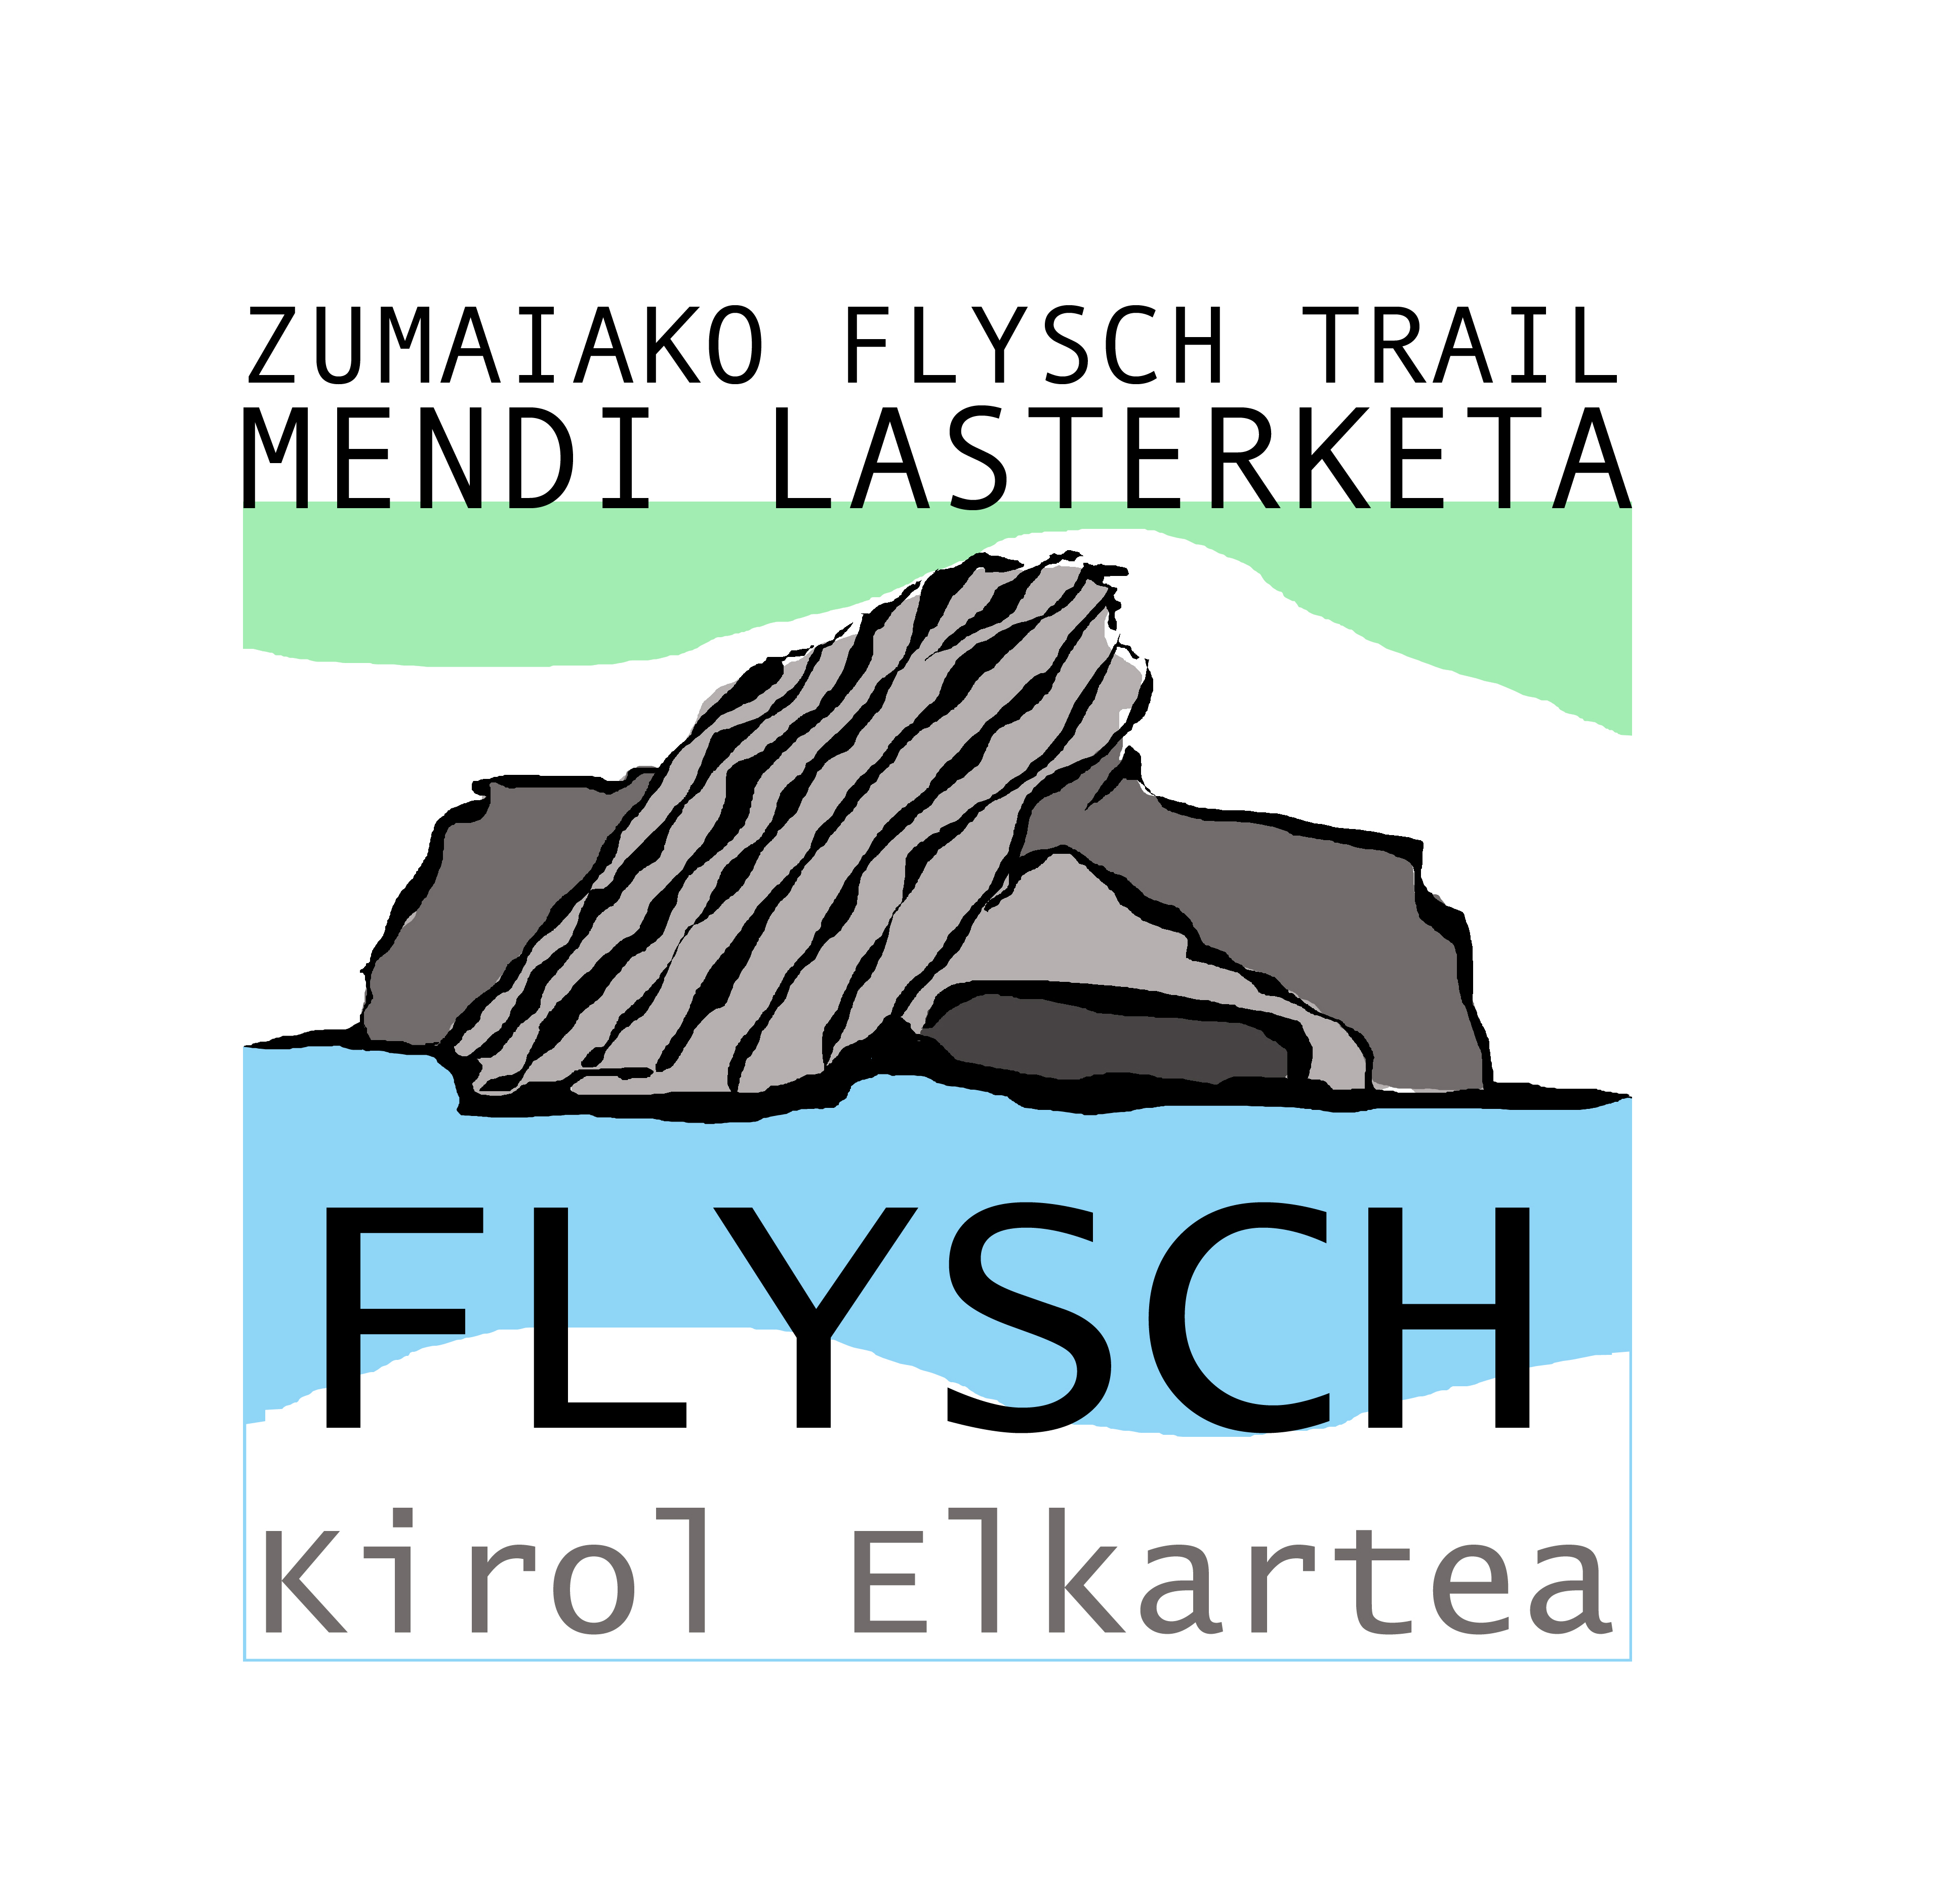 ZUMAIAKO FLYSCH TRAIL
MENDI LASTERKETA
FLYSCH
Kirol Elkartea